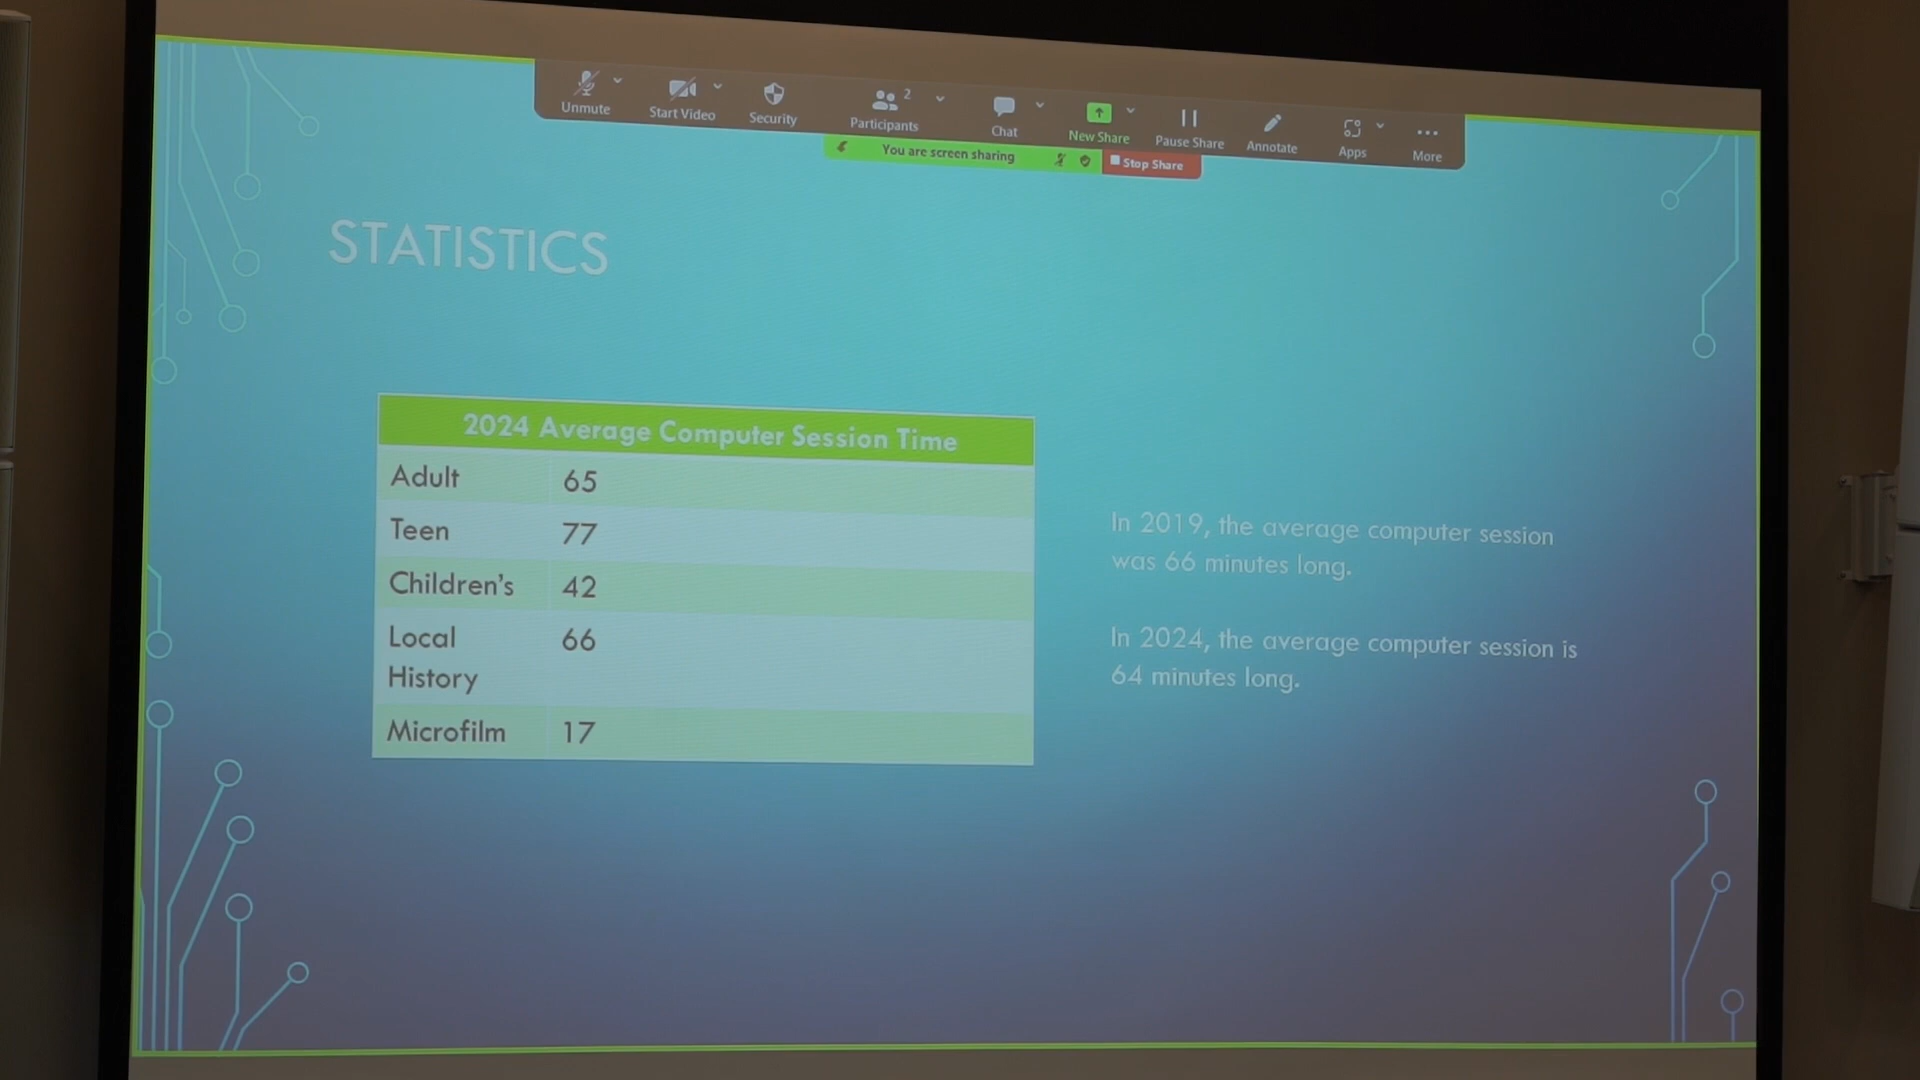 Unmute
Start Video
Security
Participants
2
Chat
New Share
Pause Share
Annotate
Apps
More
You are screen sharing
Stop Share
STATISTICS
2024 Average Computer Session Time
Adult 65
Teen 77
Children's 42
Local 66
History
Microfilm 17
In 2019, the average computer session
was 66 minutes long.
In 2024, the average computer session is
64 minutes long.